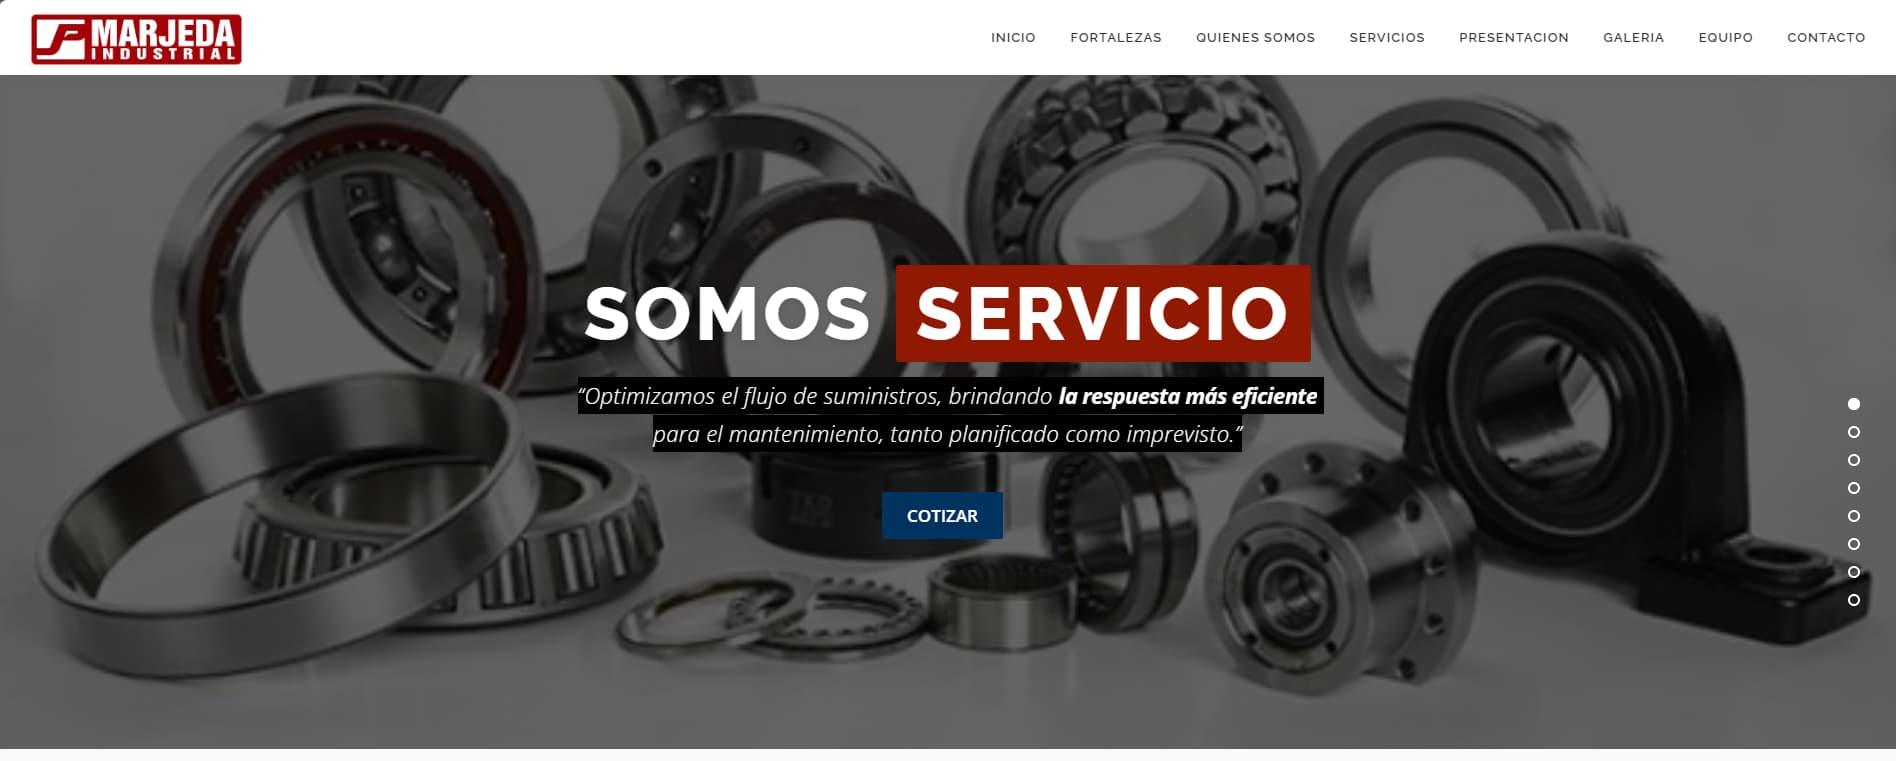 MARJEDA
INDUSTRIAL
INICIO FORTALEZAS QUIENES SOMOS SERVICIOS PRESENTACION GALERIA EQUIPO CONTACTO
SOMOS SERVICIO
“Optimizamos el flujo de suministros, brindando la respuesta más eficiente
para el mantenimiento, tanto planificado como imprevisto.”
COTIZAR